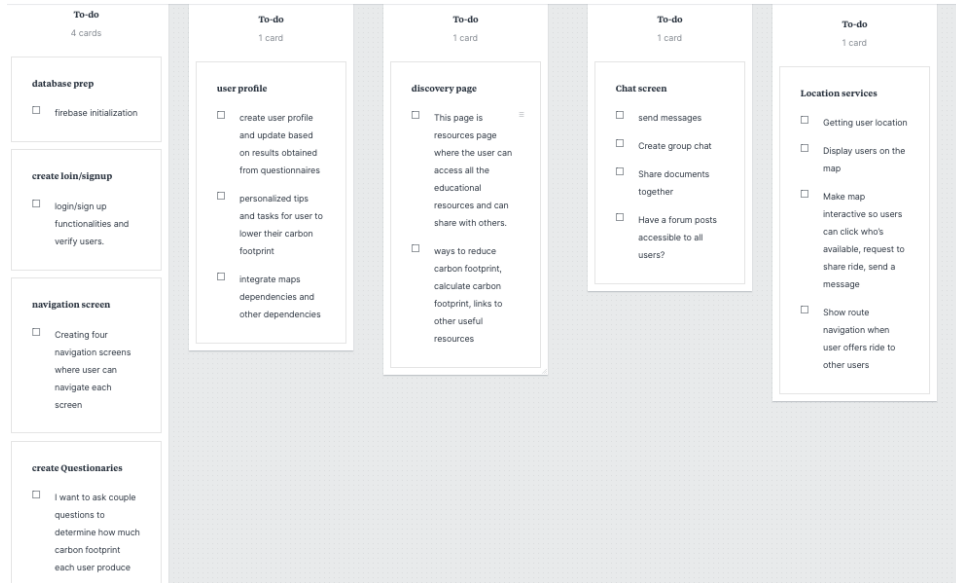 To-do
4 cards
database prep
firebase initialization
create loin/signup
login/sign up
functionalities and
verify users.
navigation screen
Creating four
navigation screens
where user can
navigate each
screen
create Questionaries
I want to ask couple
questions to
determine how much
carbon footprint
each user produce
To-do
1 card
user profile
create user profile
and update based
on results obtained
from questionnaires
personalized tips
and tasks for user to
lower their carbon
footprint
integrate maps
dependencies and
other dependencies
To-do
1 card
discovery page
This page is
resources page
where the user can
access all the
educational
resources and can
share with others.
ways to reduce
carbon footprint,
calculate carbon
footprint, links to
other useful
resources
To-do
1 card
Chat screen
send messages
Create group chat
Share documents
together
Have a forum posts
accessible to all
users?
To-do
1 card
Location services
Getting user location
Display users on the
map
Make map
interactive so users
can click who's
available, request to
share ride, send a
message
Show route
navigation when
user offers ride to
other users